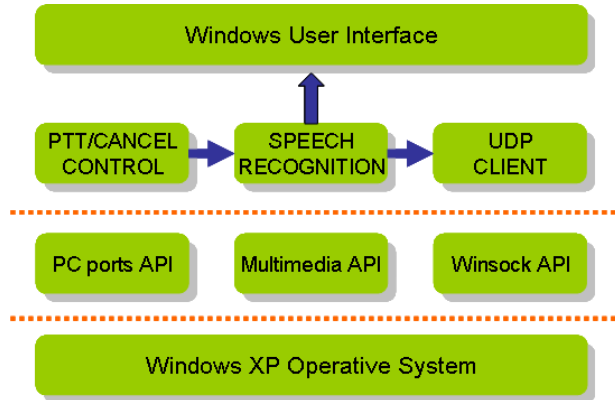 Windows User Interface
PTT/CANCEL
CONTROL
SPEECH
RECOGNITION
UDP
CLIENT
PC ports API
Multimedia API
Winsock API
Windows XP Operative System